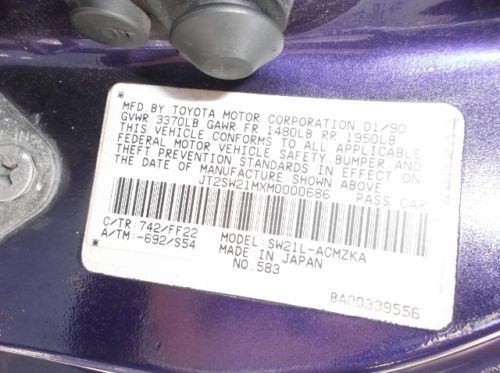 MFD. BY TOYOTA MOTOR CORPORATION 01/90
GVWR 3370LB GAWR FR 1480LB RR 1950LB
THIS VEHICLE CONFORMS TO ALL APPLICABLE
FEDERAL MOTOR VEHICLE SAFETY, BUMPER AND
THEFT PREVENTION STANDARDS IN EFFECT ON
THE DATE OF MANUFACTURE SHOWN ABOVE
JT2SW21MXM0000686 PASS CAR
C/TR: 742/FF22 MODEL: SW21L-ACMZKA
A/TM: -692/S54 MADE IN JAPAN
NO. 583
BA00339556